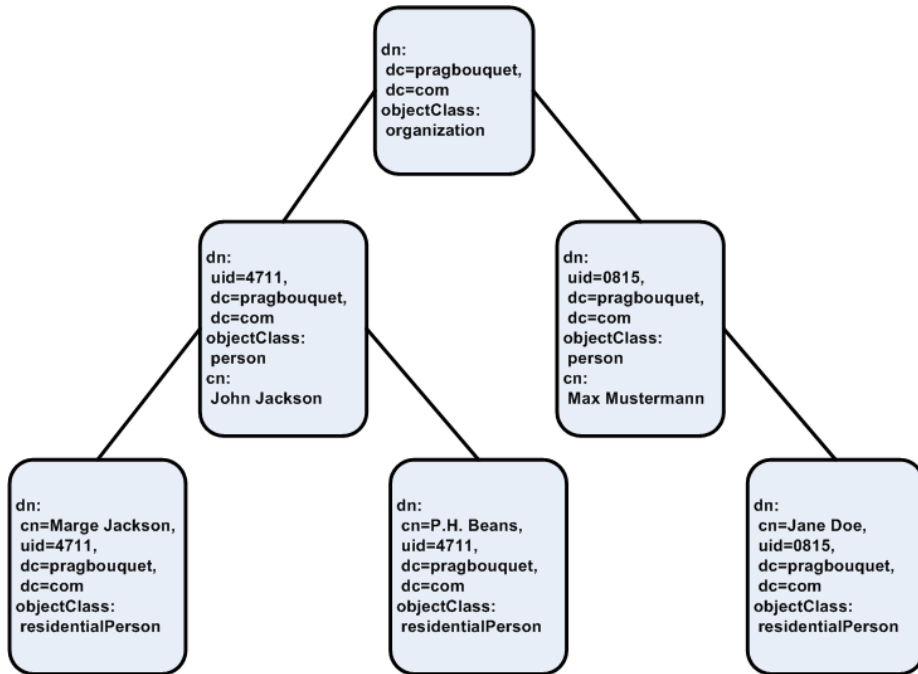 dn:
dc=pragbouquet,
dc=com
objectClass:
organization
dn:
uid=4711,
dc=pragbouquet,
dc=com
objectClass:
person
cn:
John Jackson
dn:
uid=0815,
dc=pragbouquet,
dc=com
objectClass:
person
cn:
Max Mustermann
dn:
cn=Marge Jackson,
uid=4711,
dc=pragbouquet,
dc=com
objectClass:
residentialPerson
dn:
cn=P.H. Beans,
uid=4711,
dc=pragbouquet,
dc=com
objectClass:
residentialPerson
dn:
cn=Jane Doe,
uid=0815,
dc=pragbouquet,
dc=com
objectClass:
residentialPerson